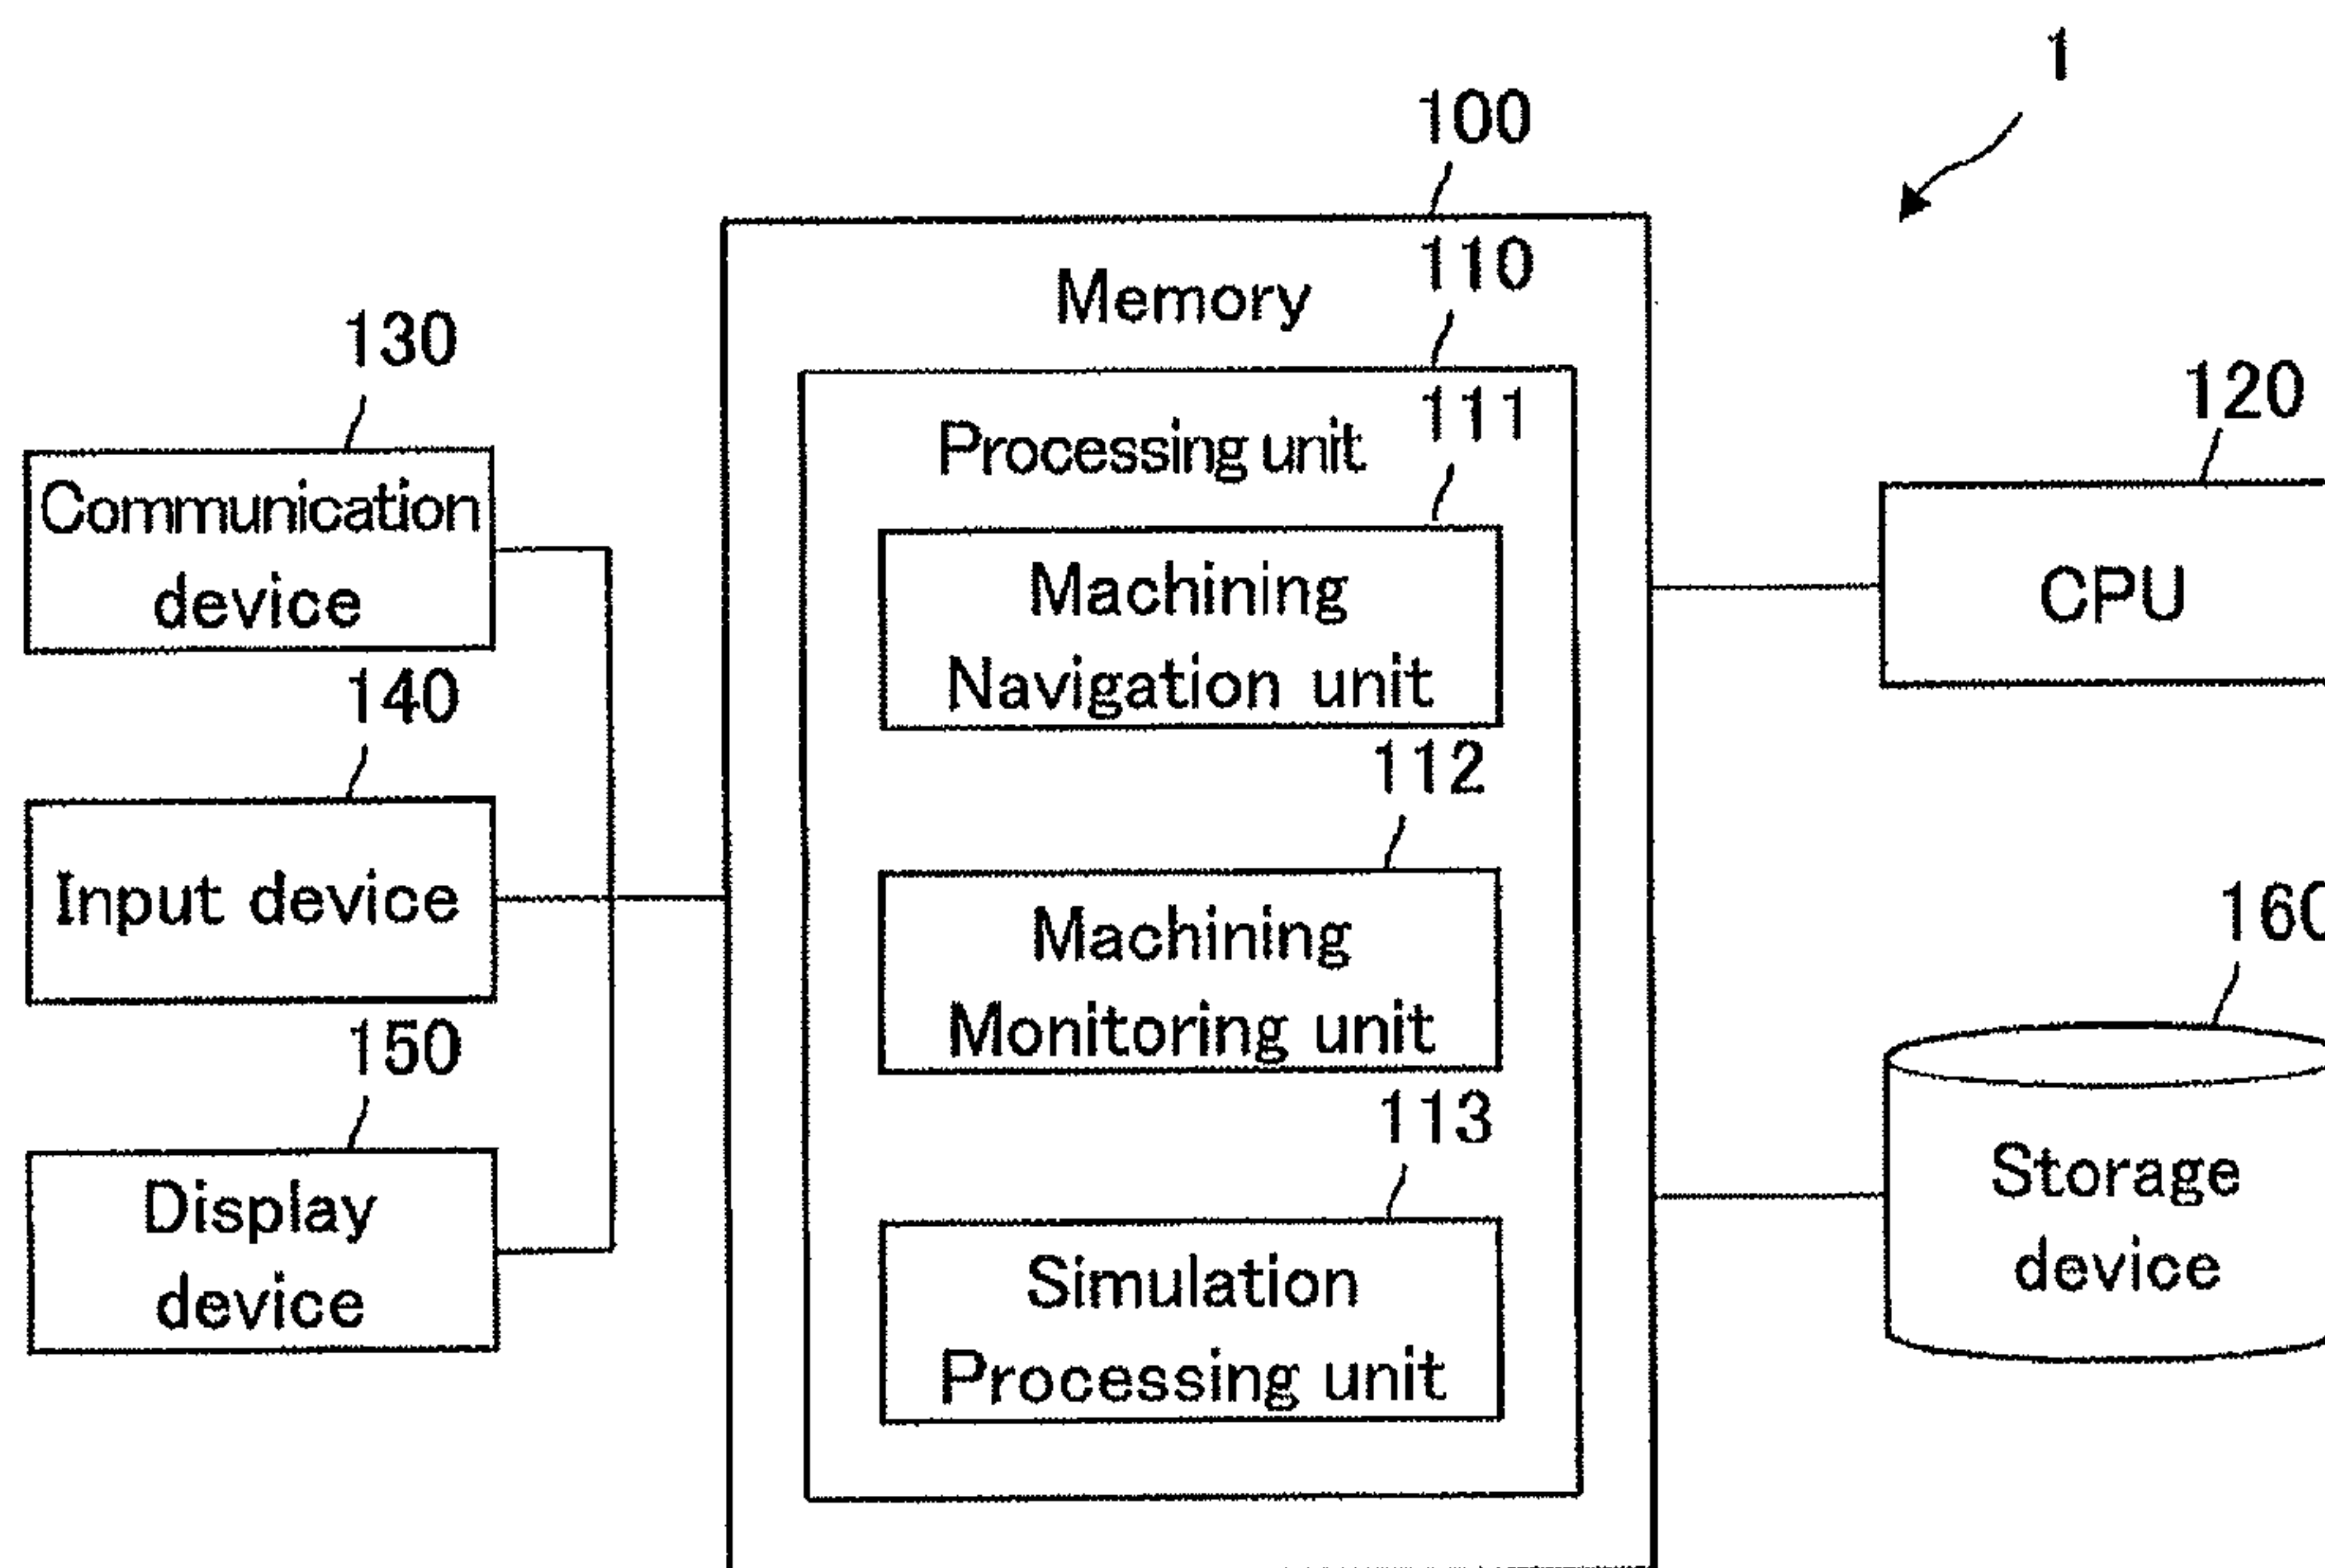 1
100
Memory
110
Processing unit
111
Machining
Navigation unit
112
Machining
Monitoring unit
113
Simulation
Processing unit
130
Communication
device
140
Input device
150
Display
device
120
CPU
160
Storage
device